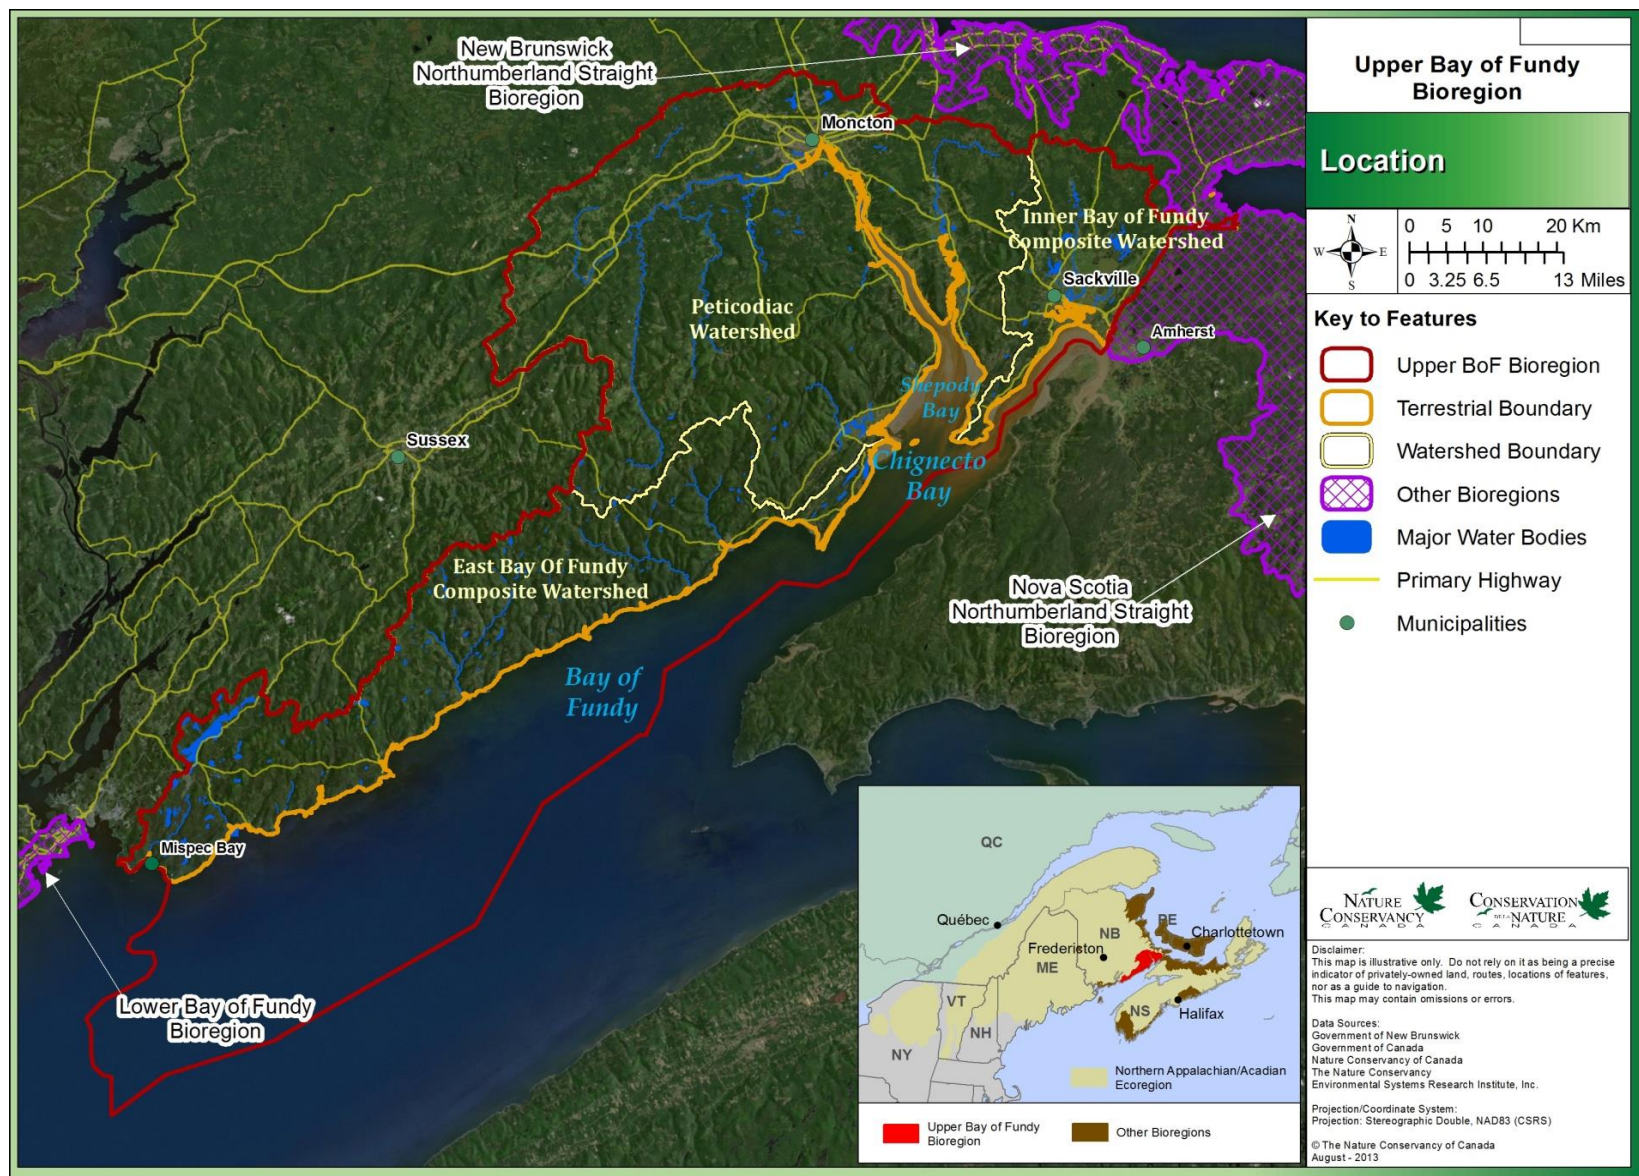 New Brunswick
Northumberland Straight
Bioregion
Moncton
Inner Bay of Fundy
Composite Watershed
Sackville
Amherst
Peticodiac
Watershed
Shepody
Bay
Chignecto
Bay
Sussex
East Bay Of Fundy
Composite Watershed
Nova Scotia
Northumberland Straight
Bioregion
Bay of
Fundy
Mispec Bay
Lower Bay of Fundy
Bioregion
QC
Québec
NB
PE
Fredericton
Charlottetown
ME
VT
NS
Halifax
NH
NY
Northern Appalachian/Acadian
Ecoregion
Upper Bay of Fundy
Bioregion
Other Bioregions
Upper Bay of Fundy
Bioregion
Location
N
W E
S
0 5 10 20 Km
0 3.25 6.5 13 Miles
Key to Features
Upper BoF Bioregion
Terrestrial Boundary
Watershed Boundary
Other Bioregions
Major Water Bodies
Primary Highway
Municipalities
NATURE
CONSERVANCY
CANADA
CONSERVATION
DE LA NATURE
CANADA
Disclaimer:
This map is illustrative only. Do not rely on it as being a precise
indicator of privately-owned land, routes, locations of features,
nor as a guide to navigation.
This map may contain omissions or errors.
Data Sources:
Government of New Brunswick
Government of Canada
Nature Conservancy of Canada
The Nature Conservancy
Environmental Systems Research Institute, Inc.
Projection/Coordinate System:
Projection: Stereographic Double, NAD83 (CSRS)
© The Nature Conservancy of Canada
August - 2013